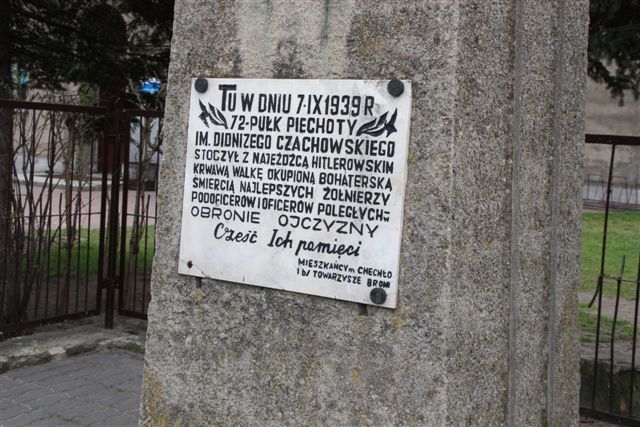 TU W DNIU 7·IX 1939 R
72-PUŁK PIECHOTY
IM. DIONIZEGO CZACHOWSKIEGO
STOCZYŁ Z NAJEŹDŹCĄ HITLEROWSKIM
KRWAWĄ WALKĘ OKUPIONĄ BOHATERSKĄ
ŚMIERCIĄ NAJLEPSZYCH ŻOŁNIERZY
PODOFICERÓW I OFICERÓW POLEGŁYCH W
OBRONIE OJCZYZNY
Cześć Ich pamięci
MIESZKAŃCY m CHECHŁO
I b/ TOWARZYSZE BRONI